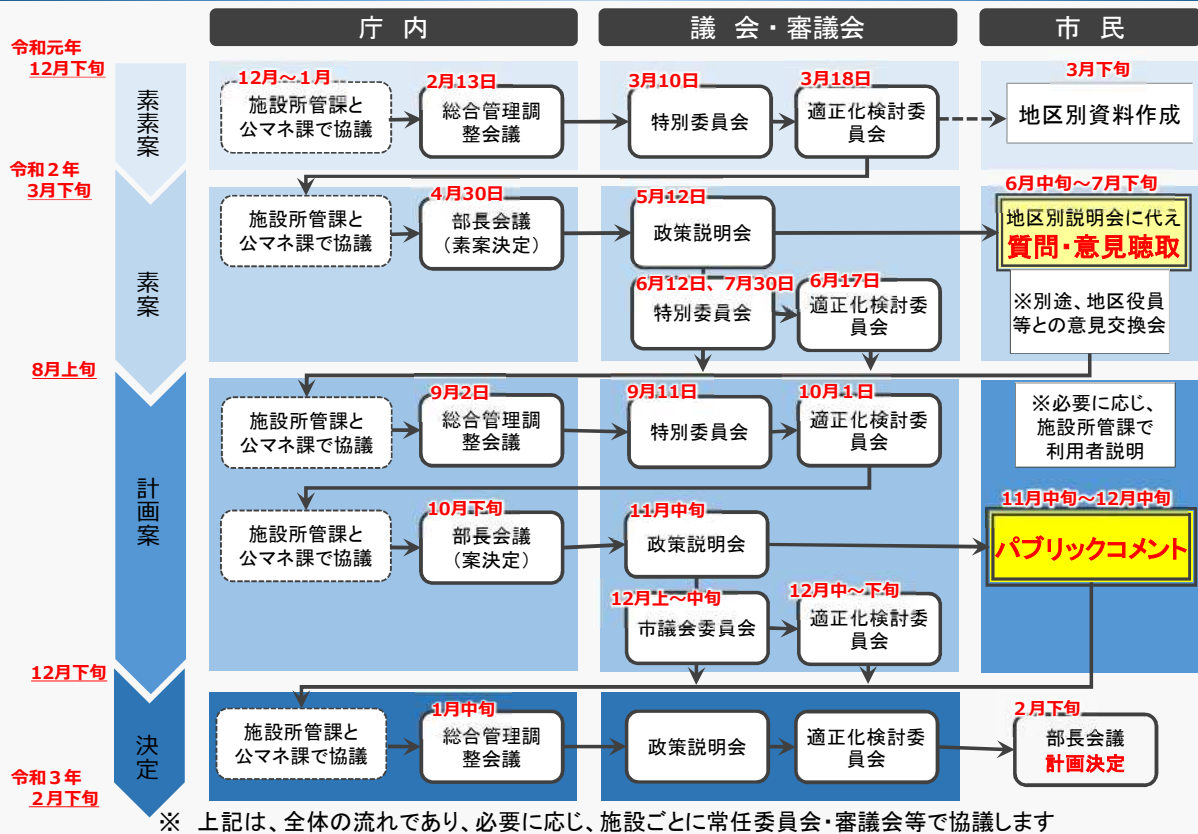 庁 内
議 会・審議会
市 民
令和元年
12月下旬
素素案
12月～1月
施設所管課と
公マネ課で協議
2月13日
総合管理調
整会議
3月10日
特別委員会
3月18日
適正化検討委
員会
3月下旬
地区別資料作成
令和2年
3月下旬
素案
施設所管課と
公マネ課で協議
4月30日
部長会議
（素案決定）
5月12日
政策説明会
6月中旬～7月下旬
地区別説明会に代え
質問・意見聴取
6月12日、7月30日
特別委員会
6月17日
適正化検討委
員会
※別途、地区役員
等との意見交換会
8月上旬
計画案
施設所管課と
公マネ課で協議
9月2日
総合管理調
整会議
9月11日
特別委員会
10月1日
適正化検討委
員会
※必要に応じ、
施設所管課で
利用者説明
施設所管課と
公マネ課で協議
10月下旬
部長会議
（案決定）
11月中旬
政策説明会
11月中旬～12月中旬
パブリックコメント
12月上～中旬
市議会委員会
12月中～下旬
適正化検討委
員会
12月下旬
決定
施設所管課と
公マネ課で協議
1月中旬
総合管理調
整会議
政策説明会
適正化検討委
員会
2月下旬
部長会議
計画決定
令和3年
2月下旬
※ 上記は、全体の流れであり、必要に応じ、施設ごとに常任委員会・審議会等で協議します